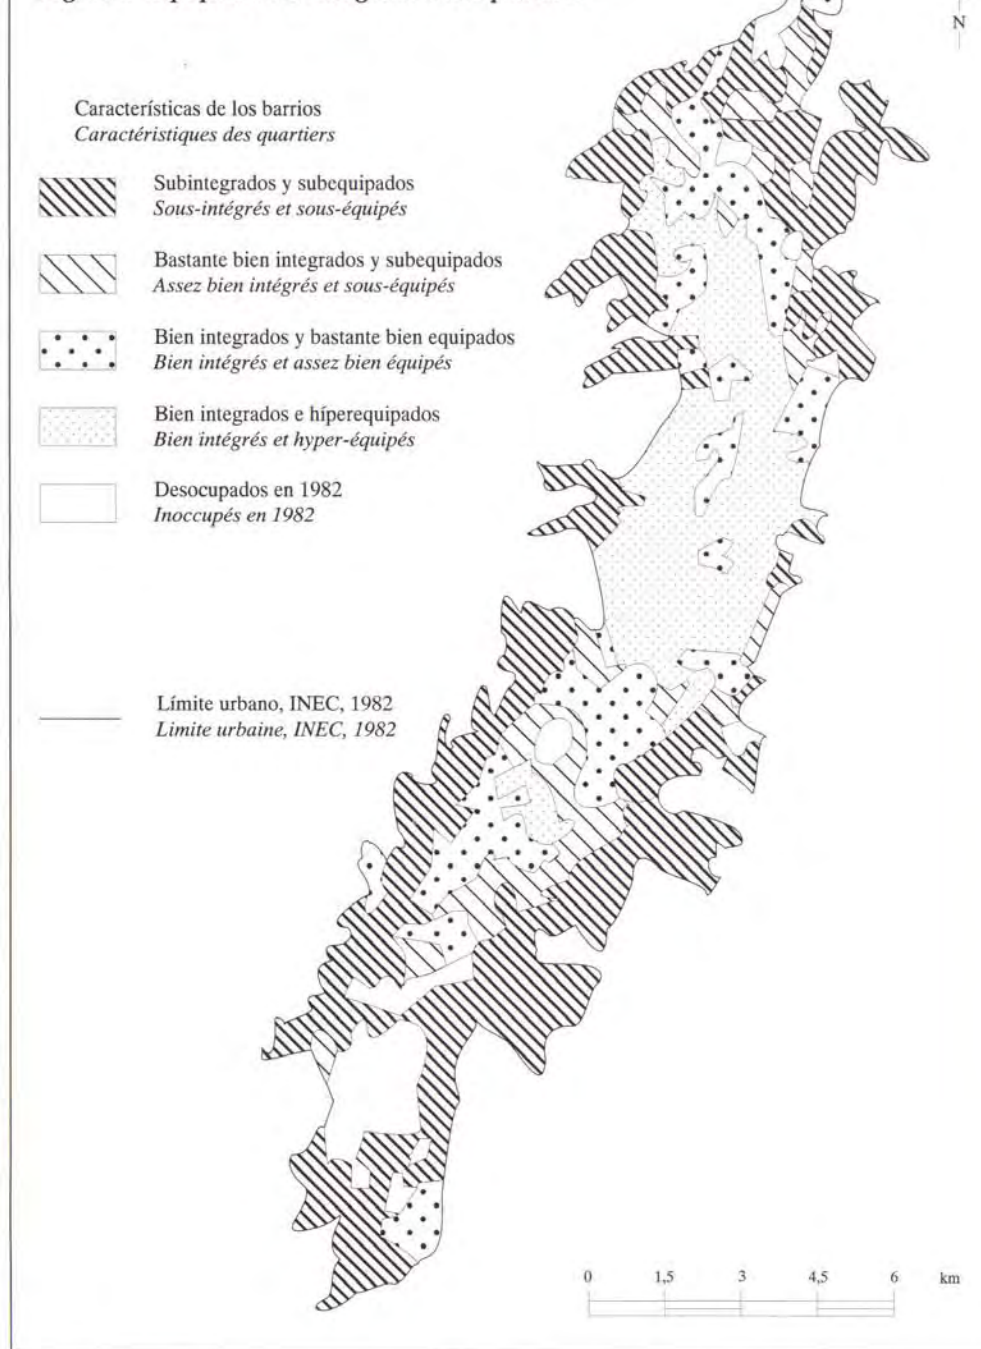 N
Características de los barrios
Caractéristiques des quartiers
Subintegrados y subequipados
Sous-intégrés et sous-équipés
Bastante bien integrados y subequipados
Assez bien intégrés et sous-équipés
Bien integrados y bastante bien equipados
Bien intégrés et assez bien équipés
Bien integrados e híperequipados
Bien intégrés et hyper-équipés
Desocupados en 1982
Inoccupés en 1982
Límite urbano, INEC, 1982
Limite urbaine, INEC, 1982
0 1,5 3 4,5 6 km